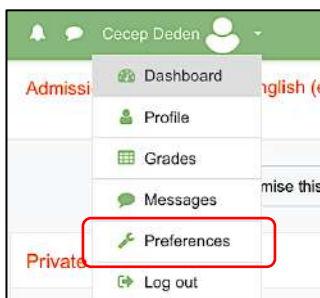 Cecep Deden
Dashboard
Admissi
nglish (e
Profile
Grades
mise this
Messages
Preferences
Private
Log out